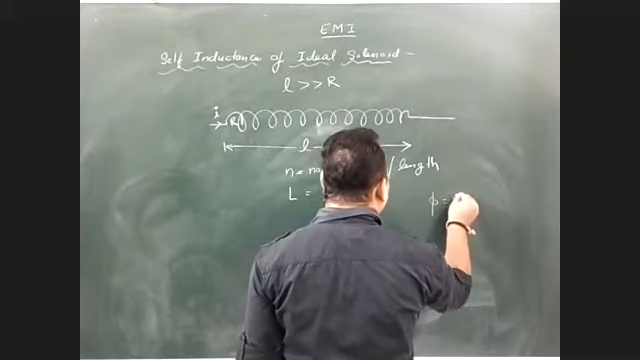 EMI
Self Inductance of Ideal Solenoid -
l >> R
I R
l
n = no / length
L =
φ =